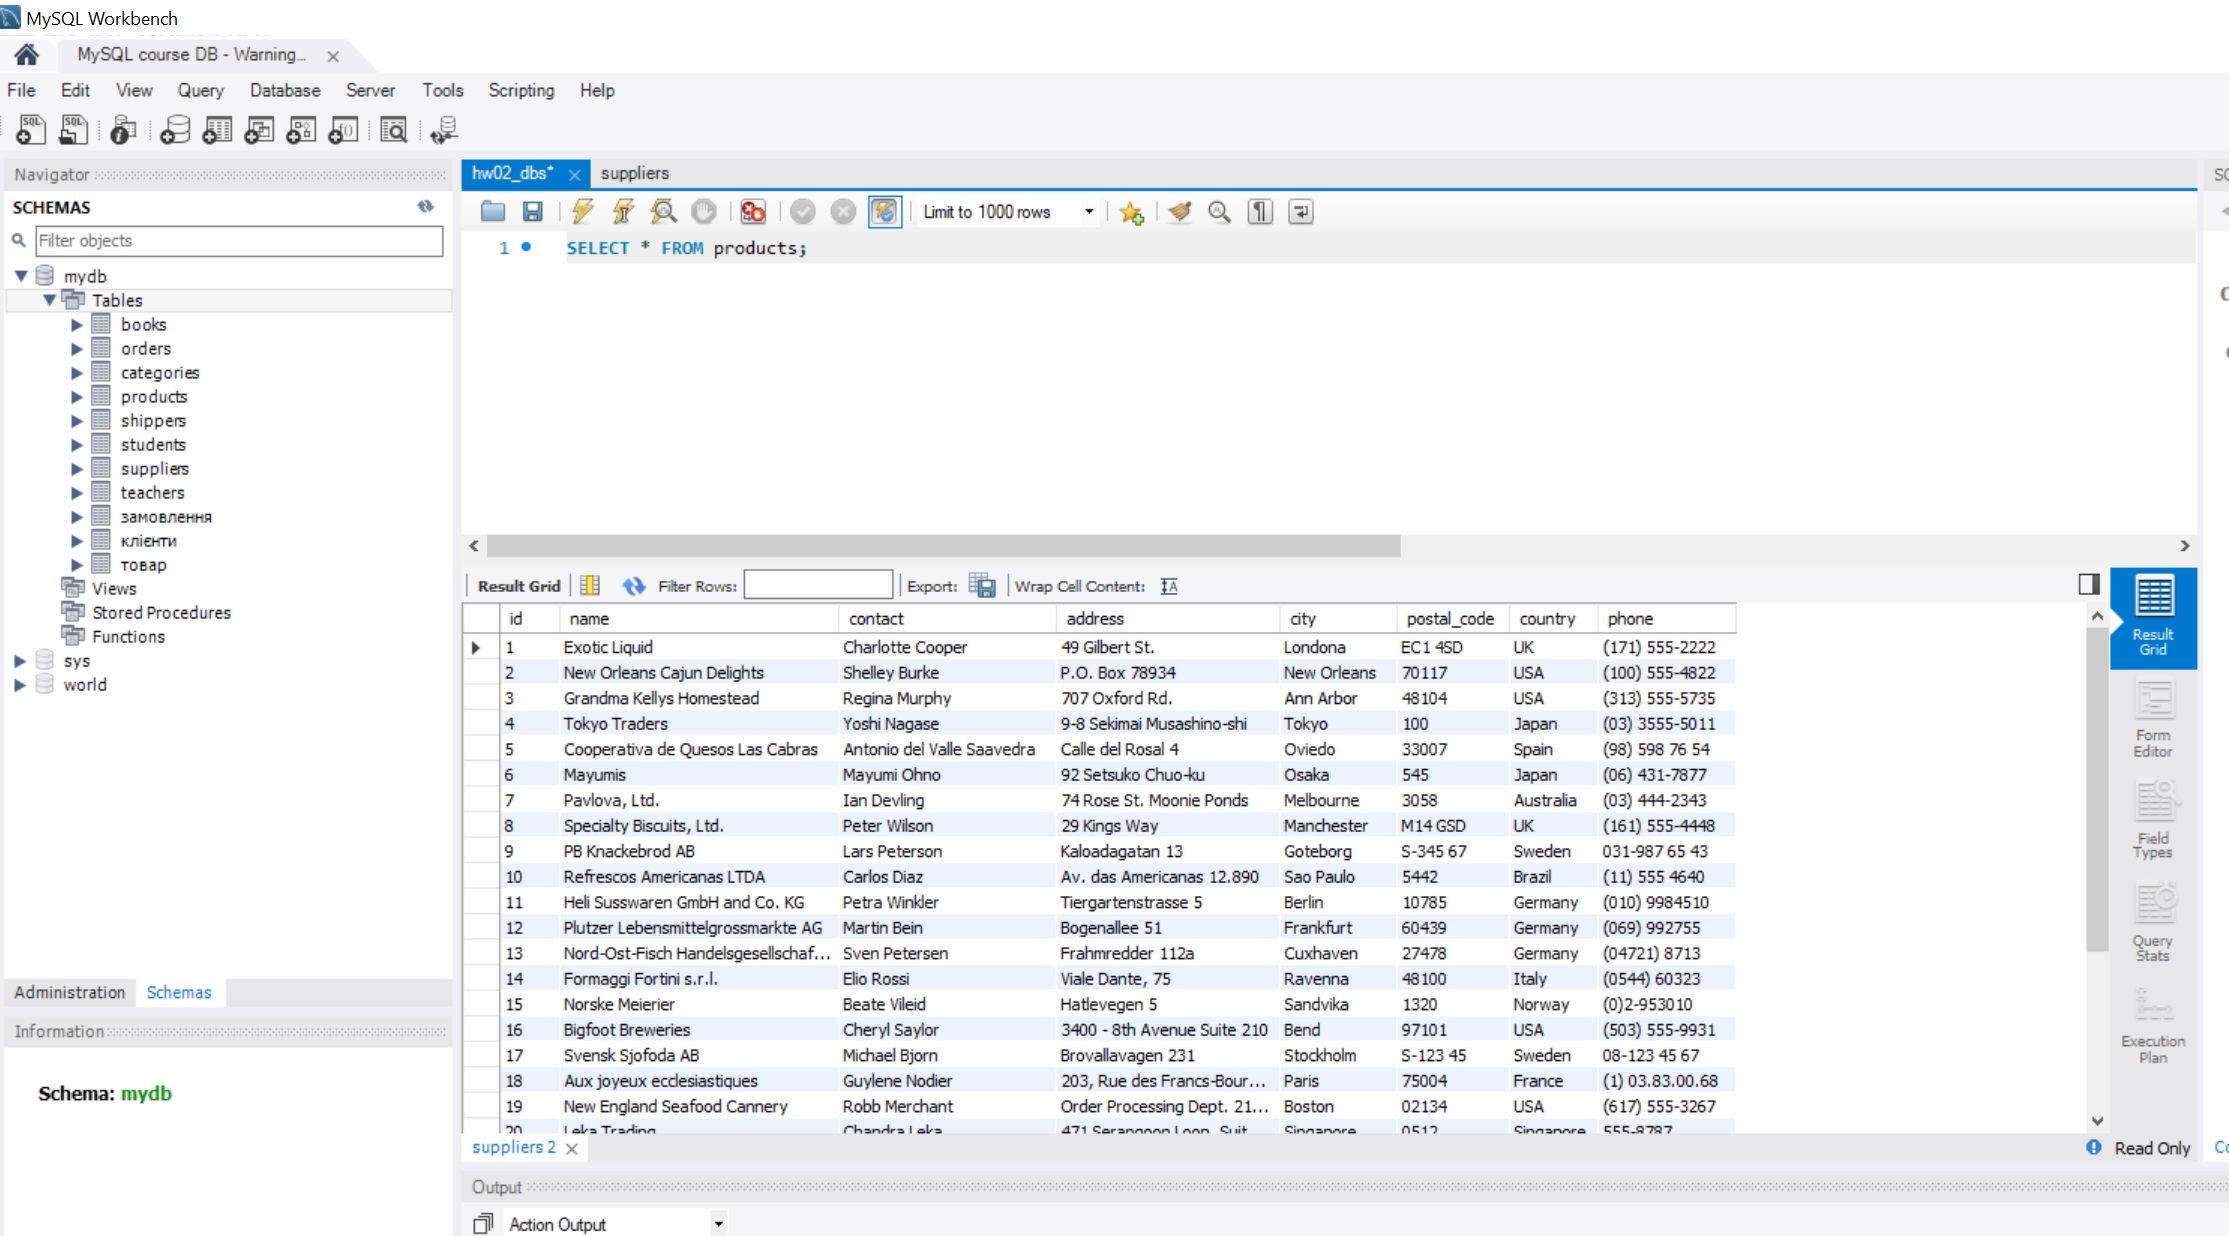 MySQL Workbench
MySQL course DB - Warning...
File Edit View Query Database Server Tools Scripting Help
Navigator
SCHEMAS
Filter objects
mydb
Tables
books
orders
categories
products
shippers
students
suppliers
teachers
замовлення
клієнти
товар
Views
Stored Procedures
Functions
sys
world
Administration Schemas
Information
Schema: mydb
hw02_dbs* suppliers
Limit to 1000 rows
1 SELECT * FROM products;
Result Grid Filter Rows: Export: Wrap Cell Content:
id name contact address city postal_code country phone
1 Exotic Liquid Charlotte Cooper 49 Gilbert St. Londona EC1 4SD UK (171) 555-2222
2 New Orleans Cajun Delights Shelley Burke P.O. Box 78934 New Orleans 70117 USA (100) 555-4822
3 Grandma Kellys Homestead Regina Murphy 707 Oxford Rd. Ann Arbor 48104 USA (313) 555-5735
4 Tokyo Traders Yoshi Nagase 9-8 Sekimai Musashino-shi Tokyo 100 Japan (03) 3555-5011
5 Cooperativa de Quesos Las Cabras Antonio del Valle Saavedra Calle del Rosal 4 Oviedo 33007 Spain (98) 598 76 54
6 Mayumis Mayumi Ohno 92 Setsuko Chuo-ku Osaka 545 Japan (06) 431-7877
7 Pavlova, Ltd. Ian Devling 74 Rose St. Moonie Ponds Melbourne 3058 Australia (03) 444-2343
8 Specialty Biscuits, Ltd. Peter Wilson 29 Kings Way Manchester M14 GSD UK (161) 555-4448
9 PB Knackebrod AB Lars Peterson Kaloadagatan 13 Goteborg S-345 67 Sweden 031-987 65 43
10 Refrescos Americanas LTDA Carlos Diaz Av. das Americanas 12.890 Sao Paulo 5442 Brazil (11) 555 4640
11 Heli Susswaren GmbH and Co. KG Petra Winkler Tiergartenstrasse 5 Berlin 10785 Germany (010) 9984510
12 Plutzer Lebensmittelgrossmarkte AG Martin Bein Bogenallee 51 Frankfurt 60439 Germany (069) 992755
13 Nord-Ost-Fisch Handelsgesellschaf... Sven Petersen Frahmredder 112a Cuxhaven 27478 Germany (04721) 8713
14 Formaggi Fortini s.r.l. Elio Rossi Viale Dante, 75 Ravenna 48100 Italy (0544) 60323
15 Norske Meierier Beate Vileid Hatlevegen 5 Sandvika 1320 Norway (0)2-953010
16 Bigfoot Breweries Cheryl Saylor 3400 - 8th Avenue Suite 210 Bend 97101 USA (503) 555-9931
17 Svensk Sjofoda AB Michael Bjorn Brovallavagen 231 Stockholm S-123 45 Sweden 08-123 45 67
18 Aux joyeux ecclesiastiques Guylene Nodier 203, Rue des Francs-Bour... Paris 75004 France (1) 03.83.00.68
19 New England Seafood Cannery Robb Merchant Order Processing Dept. 21... Boston 02134 USA (617) 555-3267
20 Leka Trading Chandra Leka 471 Serangoon Loop, Suit... Singapore 0512 Singapore 555-8787
Result Grid
Form Editor
Field Types
Query Stats
Execution Plan
suppliers 2
Read Only
Output
Action Output